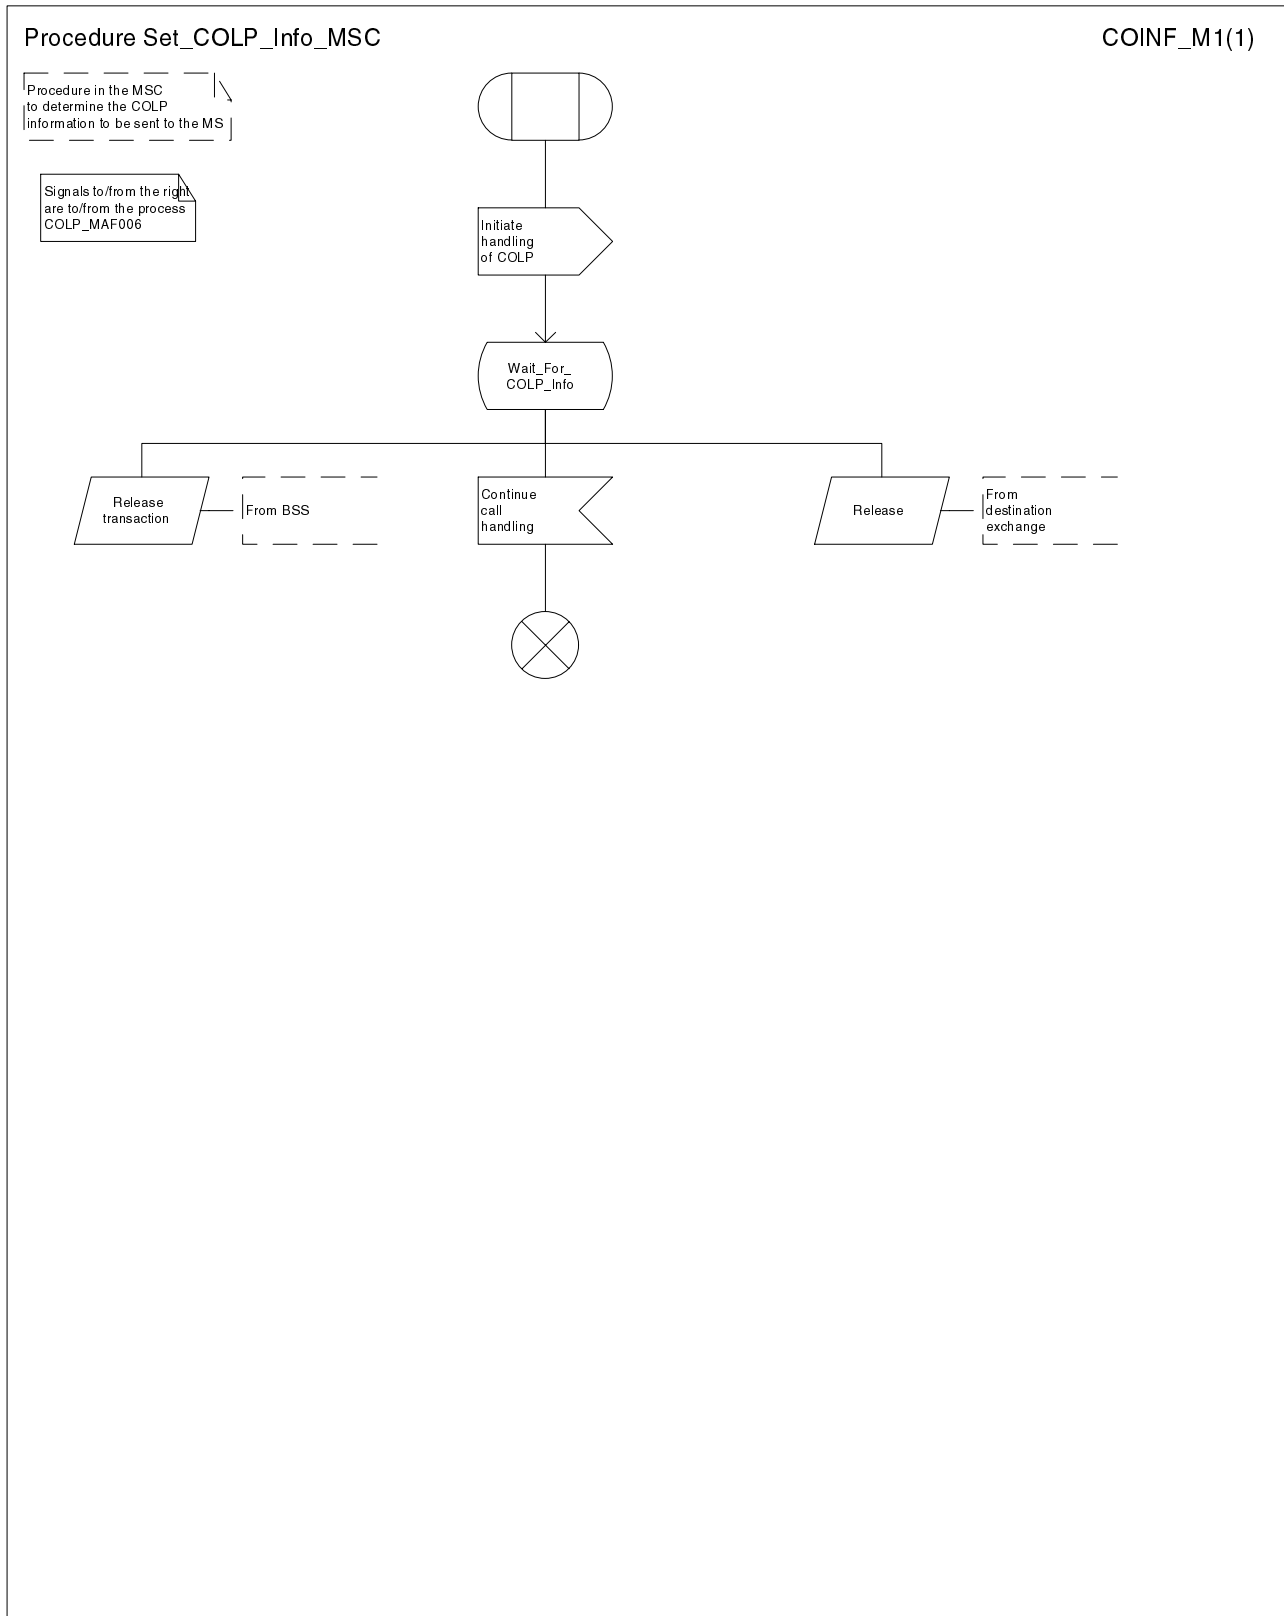 Procedure Set_COLP_Info_MSC
COINF_M1(1)
Procedure in the MSC
to determine the COLP
information to be sent to the MS
Signals to/from the right
are to/from the process
COLP_MAF006
Initiate
handling
of COLP
Wait_For_
COLP_Info
Release
transaction
From BSS
Continue
call
handling
Release
From
destination
exchange